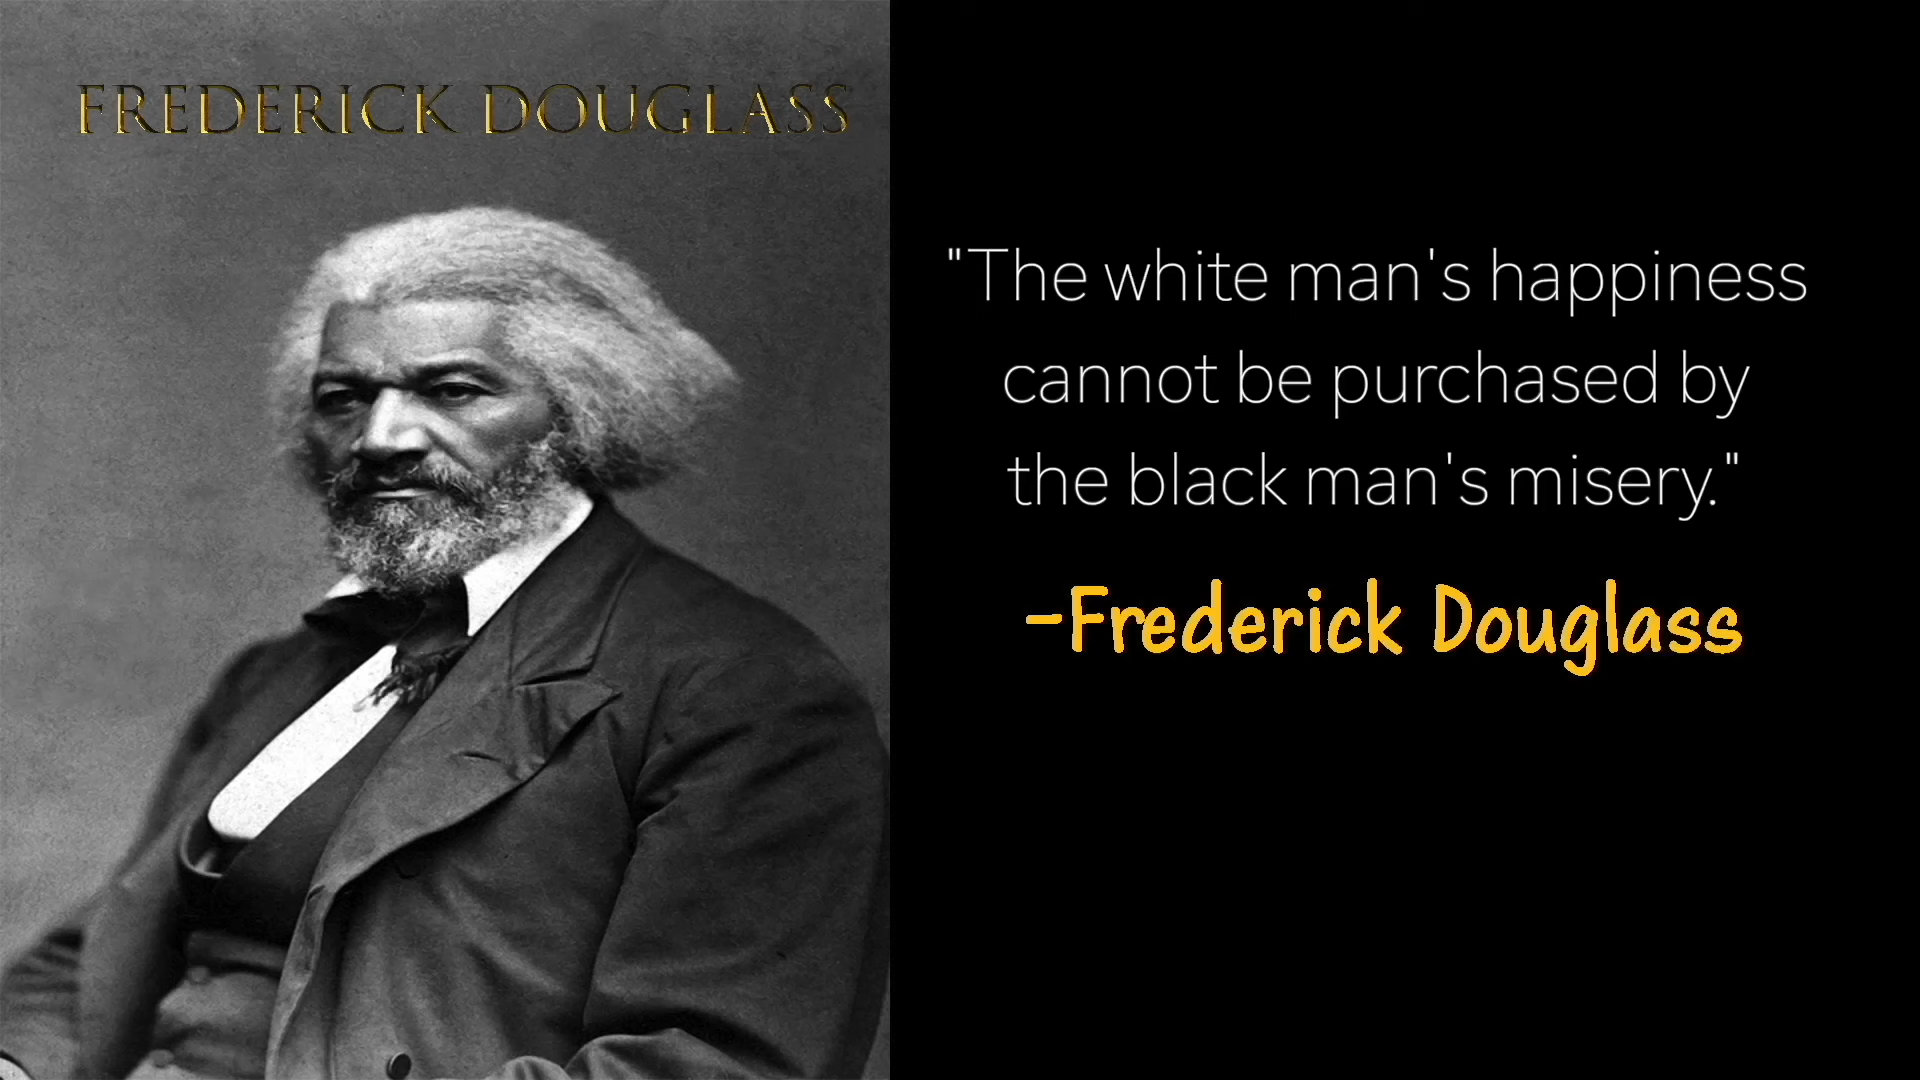 FREDERICK DOUGLASS
"The white man's happiness
cannot be purchased by
the black man's misery."
-Frederick Douglass